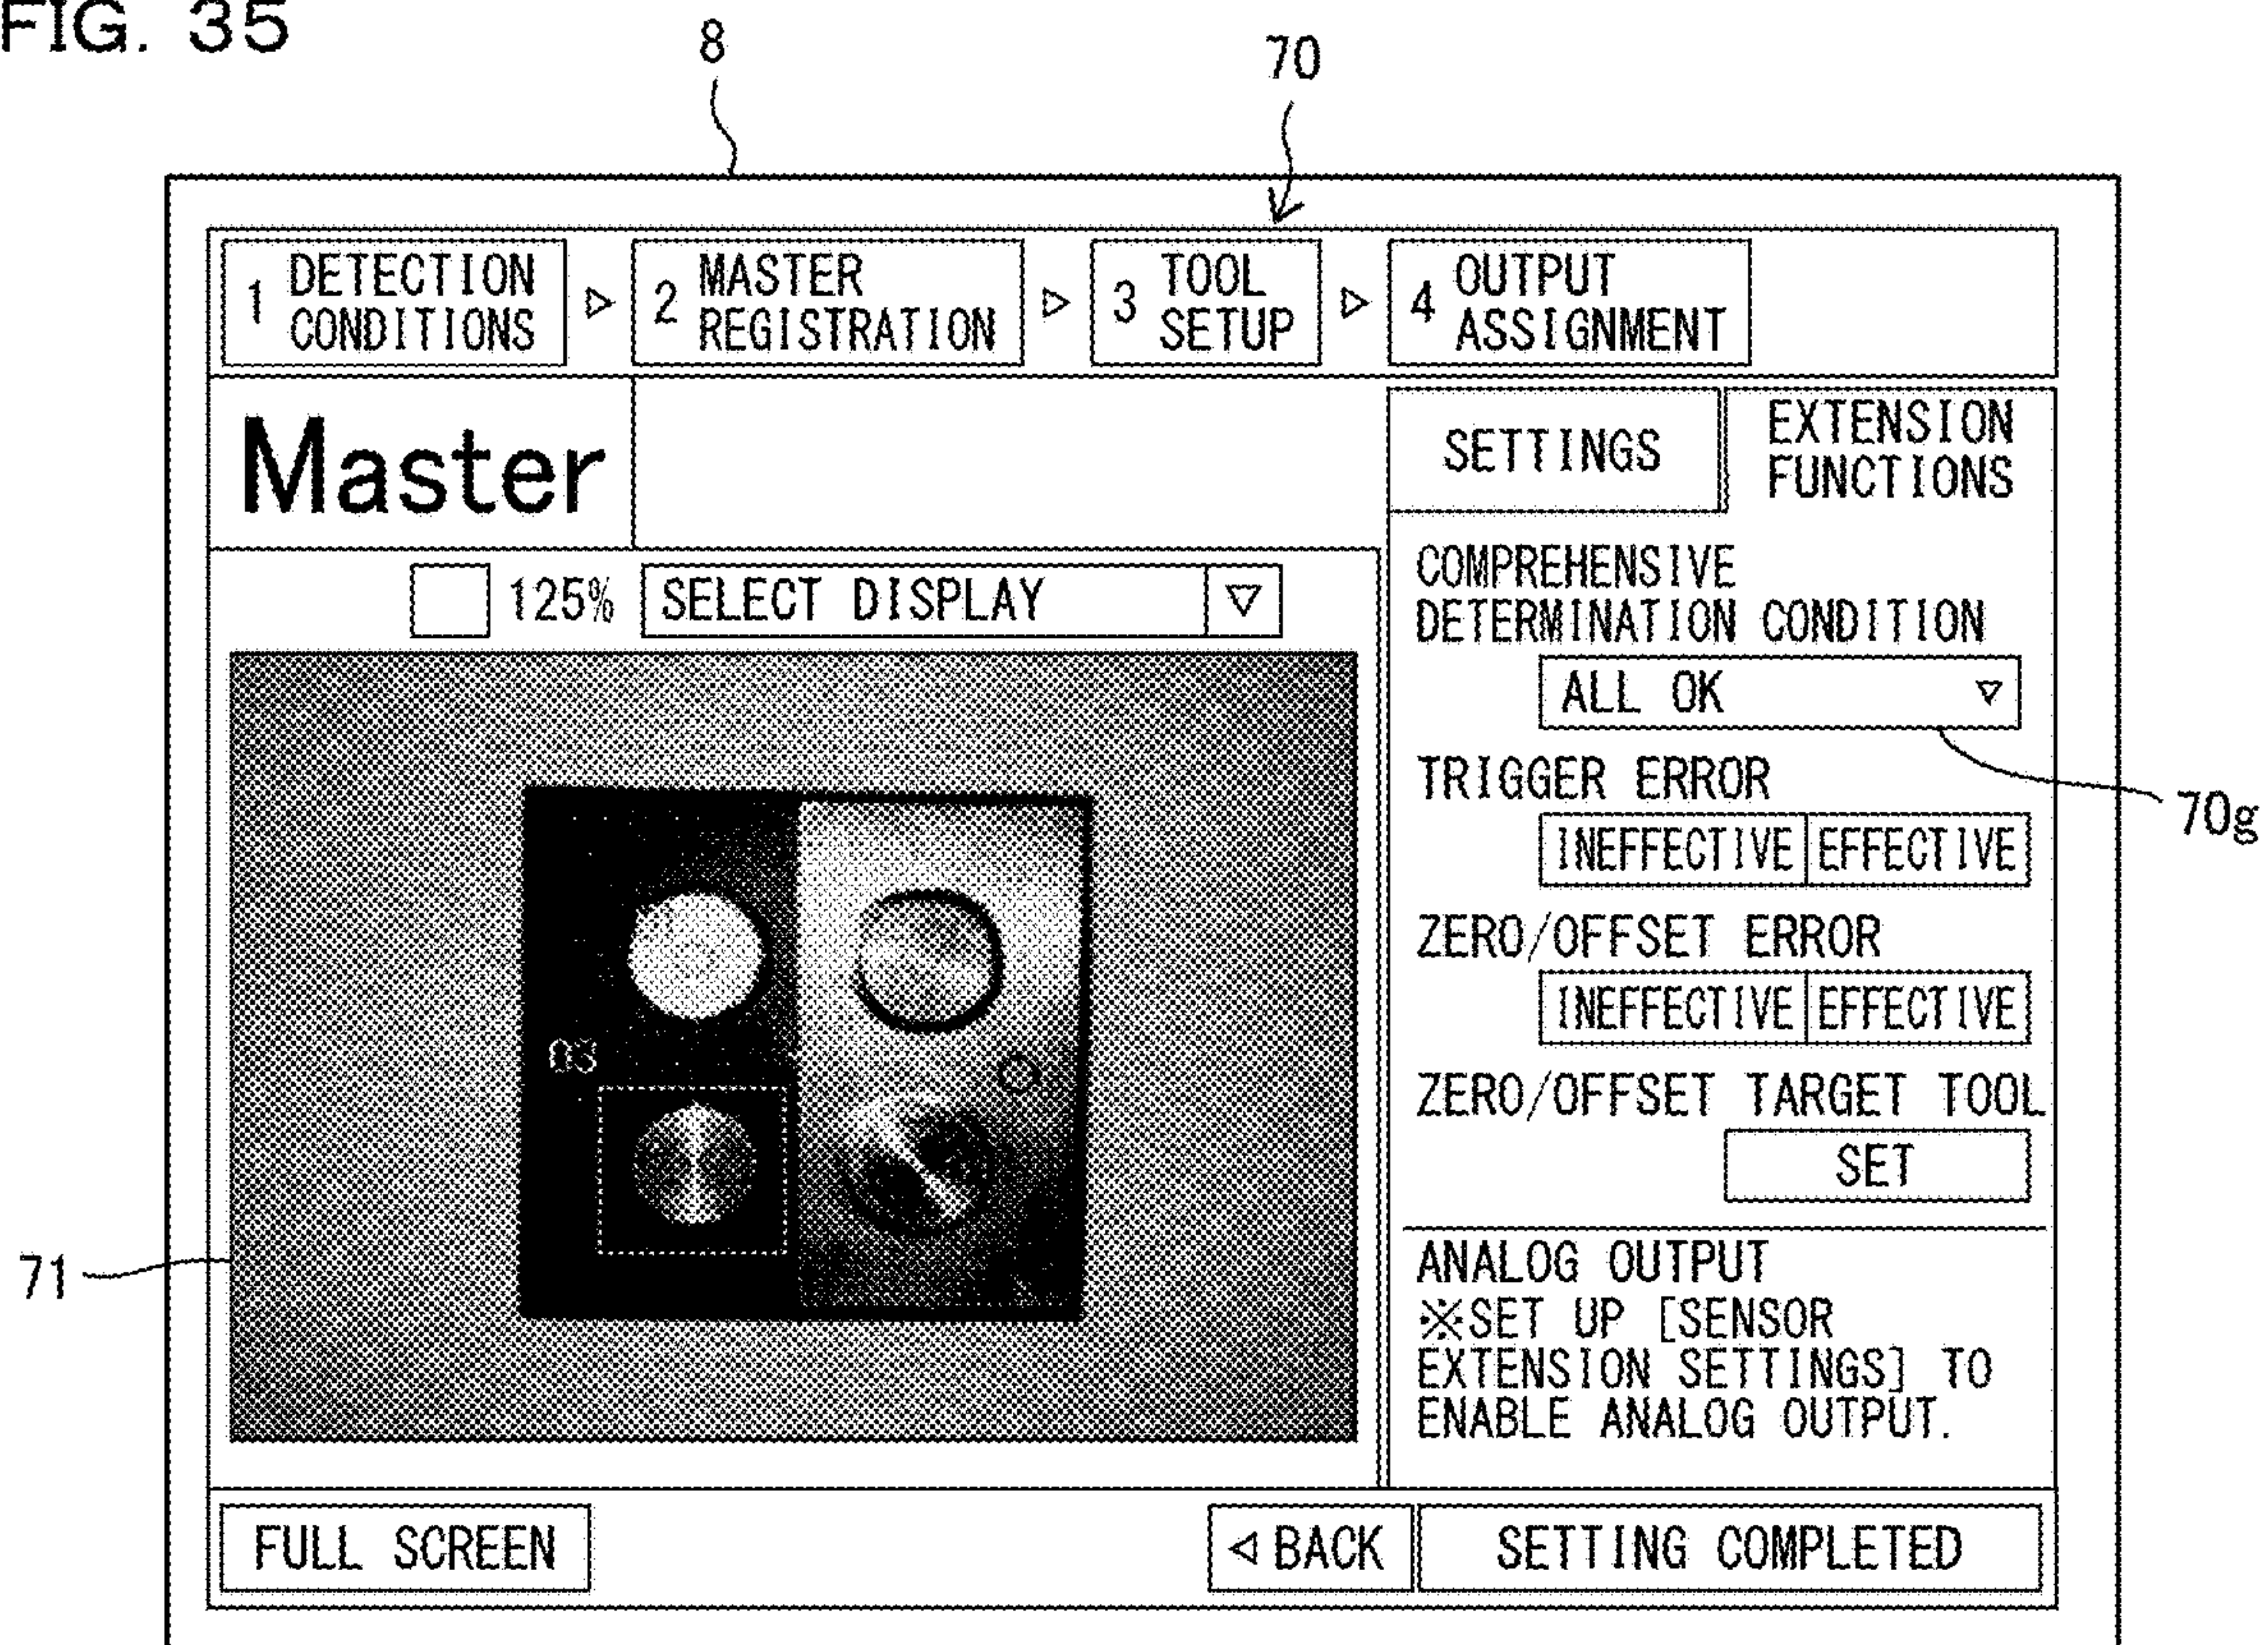 FIG. 35
8
70
1 DETECTION CONDITIONS ▷ 2 MASTER REGISTRATION ▷ 3 TOOL SETUP ▷ 4 OUTPUT ASSIGNMENT
Master
SETTINGS
EXTENSION
FUNCTIONS
125% SELECT DISPLAY ▽
COMPREHENSIVE
DETERMINATION CONDITION
ALL OK ▽
70g
TRIGGER ERROR
INEFFECTIVE EFFECTIVE
ZERO/OFFSET ERROR
INEFFECTIVE EFFECTIVE
ZERO/OFFSET TARGET TOOL
SET
03
71
ANALOG OUTPUT
※SET UP [SENSOR
EXTENSION SETTINGS] TO
ENABLE ANALOG OUTPUT.
FULL SCREEN
◁ BACK
SETTING COMPLETED